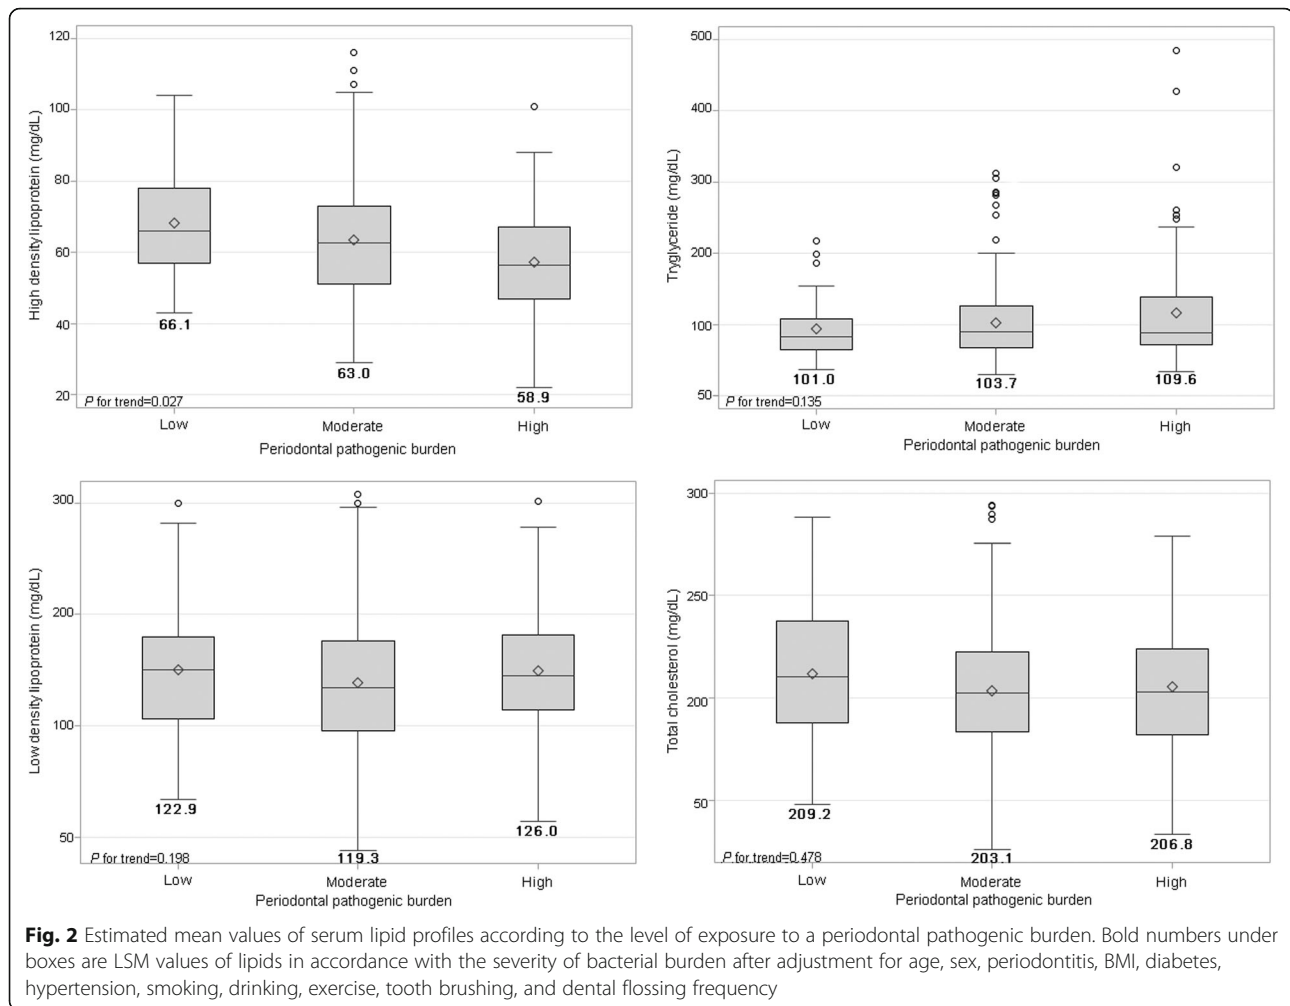 120
100
80
60
40
20
High density lipoprotein (mg/dL)
66.1
63.0
58.9
P for trend=0.027
Low
Moderate
High
Periodontal pathogenic burden
500
400
300
200
100
50
Tryglyceride (mg/dL)
101.0
103.7
109.6
P for trend=0.135
Low
Moderate
High
Periodontal pathogenic burden
300
200
100
50
Low density lipoprotein (mg/dL)
122.9
119.3
126.0
P for trend=0.198
Low
Moderate
High
Periodontal pathogenic burden
300
250
200
50
Total cholesterol (mg/dL)
209.2
203.1
206.8
P for trend=0.478
Low
Moderate
High
Periodontal pathogenic burden
Fig. 2 Estimated mean values of serum lipid profiles according to the level of exposure to a periodontal pathogenic burden. Bold numbers under
boxes are LSM values of lipids in accordance with the severity of bacterial burden after adjustment for age, sex, periodontitis, BMI, diabetes,
hypertension, smoking, drinking, exercise, tooth brushing, and dental flossing frequency